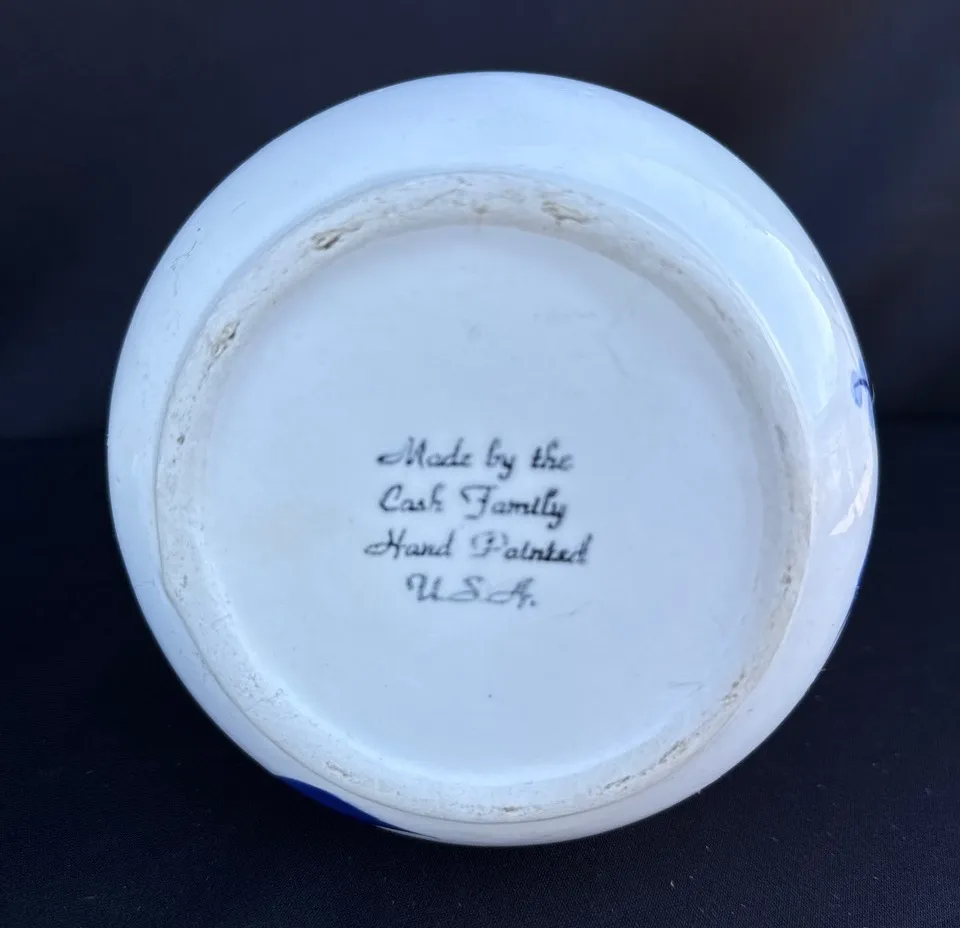 Made by the
Cash Family
Hand Painted
U.S.A.